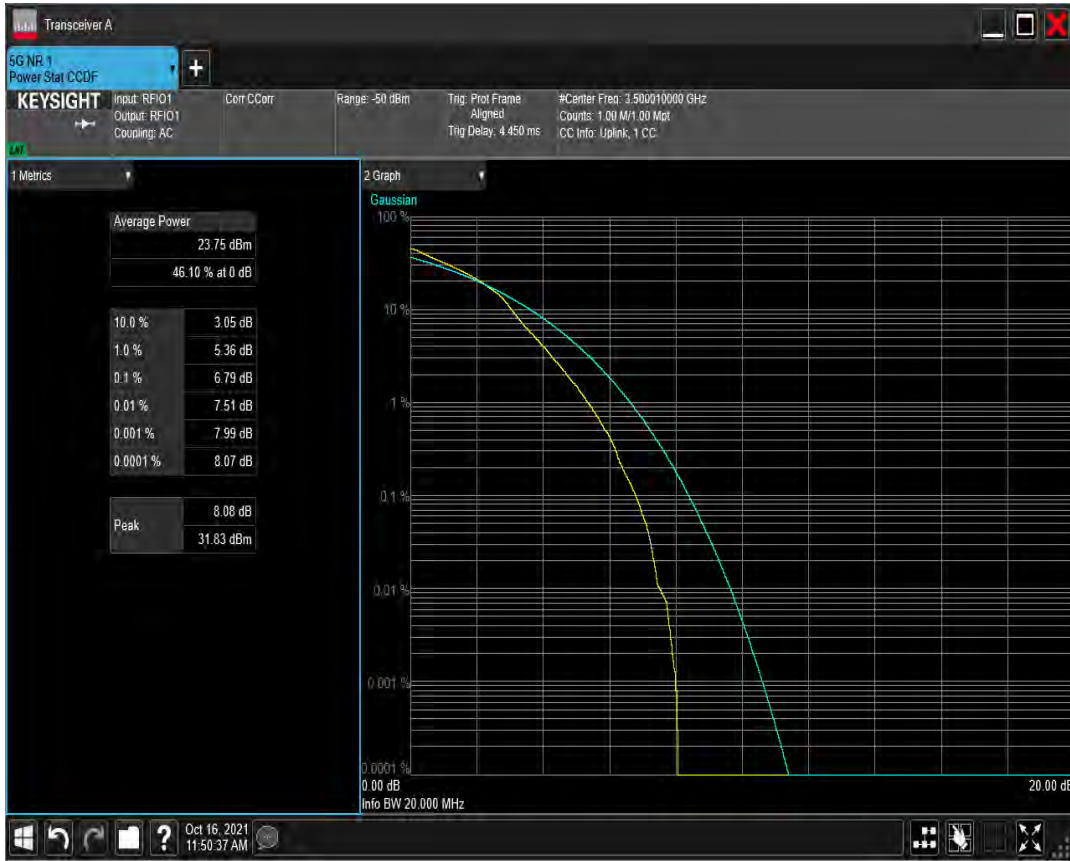 Transceiver A
5G NR 1
Power Stat CCDF
+
KEYSIGHT
Input: RFIO1
Output: RFIO1
Coupling: AC
Corr CCorr
Range: -50 dBm
Trig: Prot Frame
Aligned
Trig Delay: 4.450 ms
#Center Freq: 3.500010000 GHz
Counts: 1.00 M/1.00 Mpt
CC Info: Uplink, 1 CC
LNT
1 Metrics
Average Power
23.75 dBm
46.10 % at 0 dB
10.0 % 3.05 dB
1.0 % 5.36 dB
0.1 % 6.79 dB
0.01 % 7.51 dB
0.001 % 7.99 dB
0.0001 % 8.07 dB
Peak
8.08 dB
31.83 dBm
2 Graph
Gaussian
100 %
10 %
1 %
0.1 %
0.01 %
0.001 %
0.0001 %
0.00 dB
20.00 dB
Info BW 20.000 MHz
?
Oct 16, 2021
11:50:37 AM